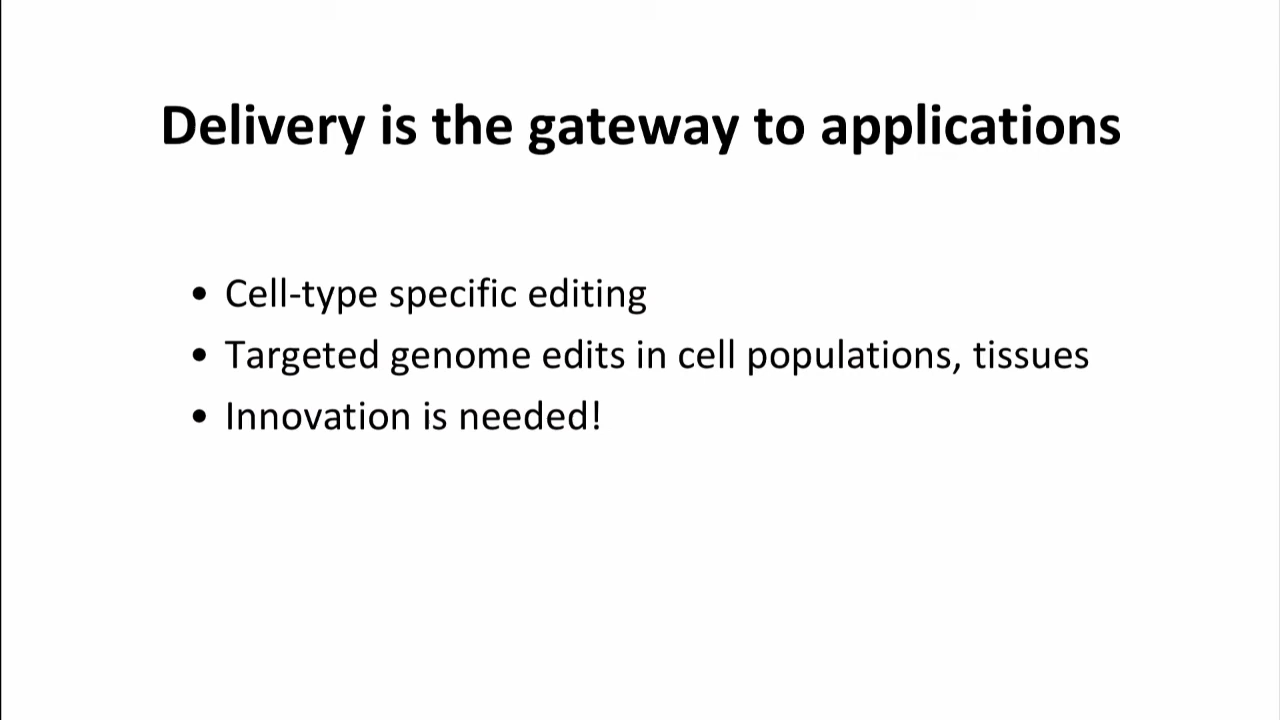 Delivery is the gateway to applications
• Cell-type specific editing
• Targeted genome edits in cell populations, tissues
• Innovation is needed!